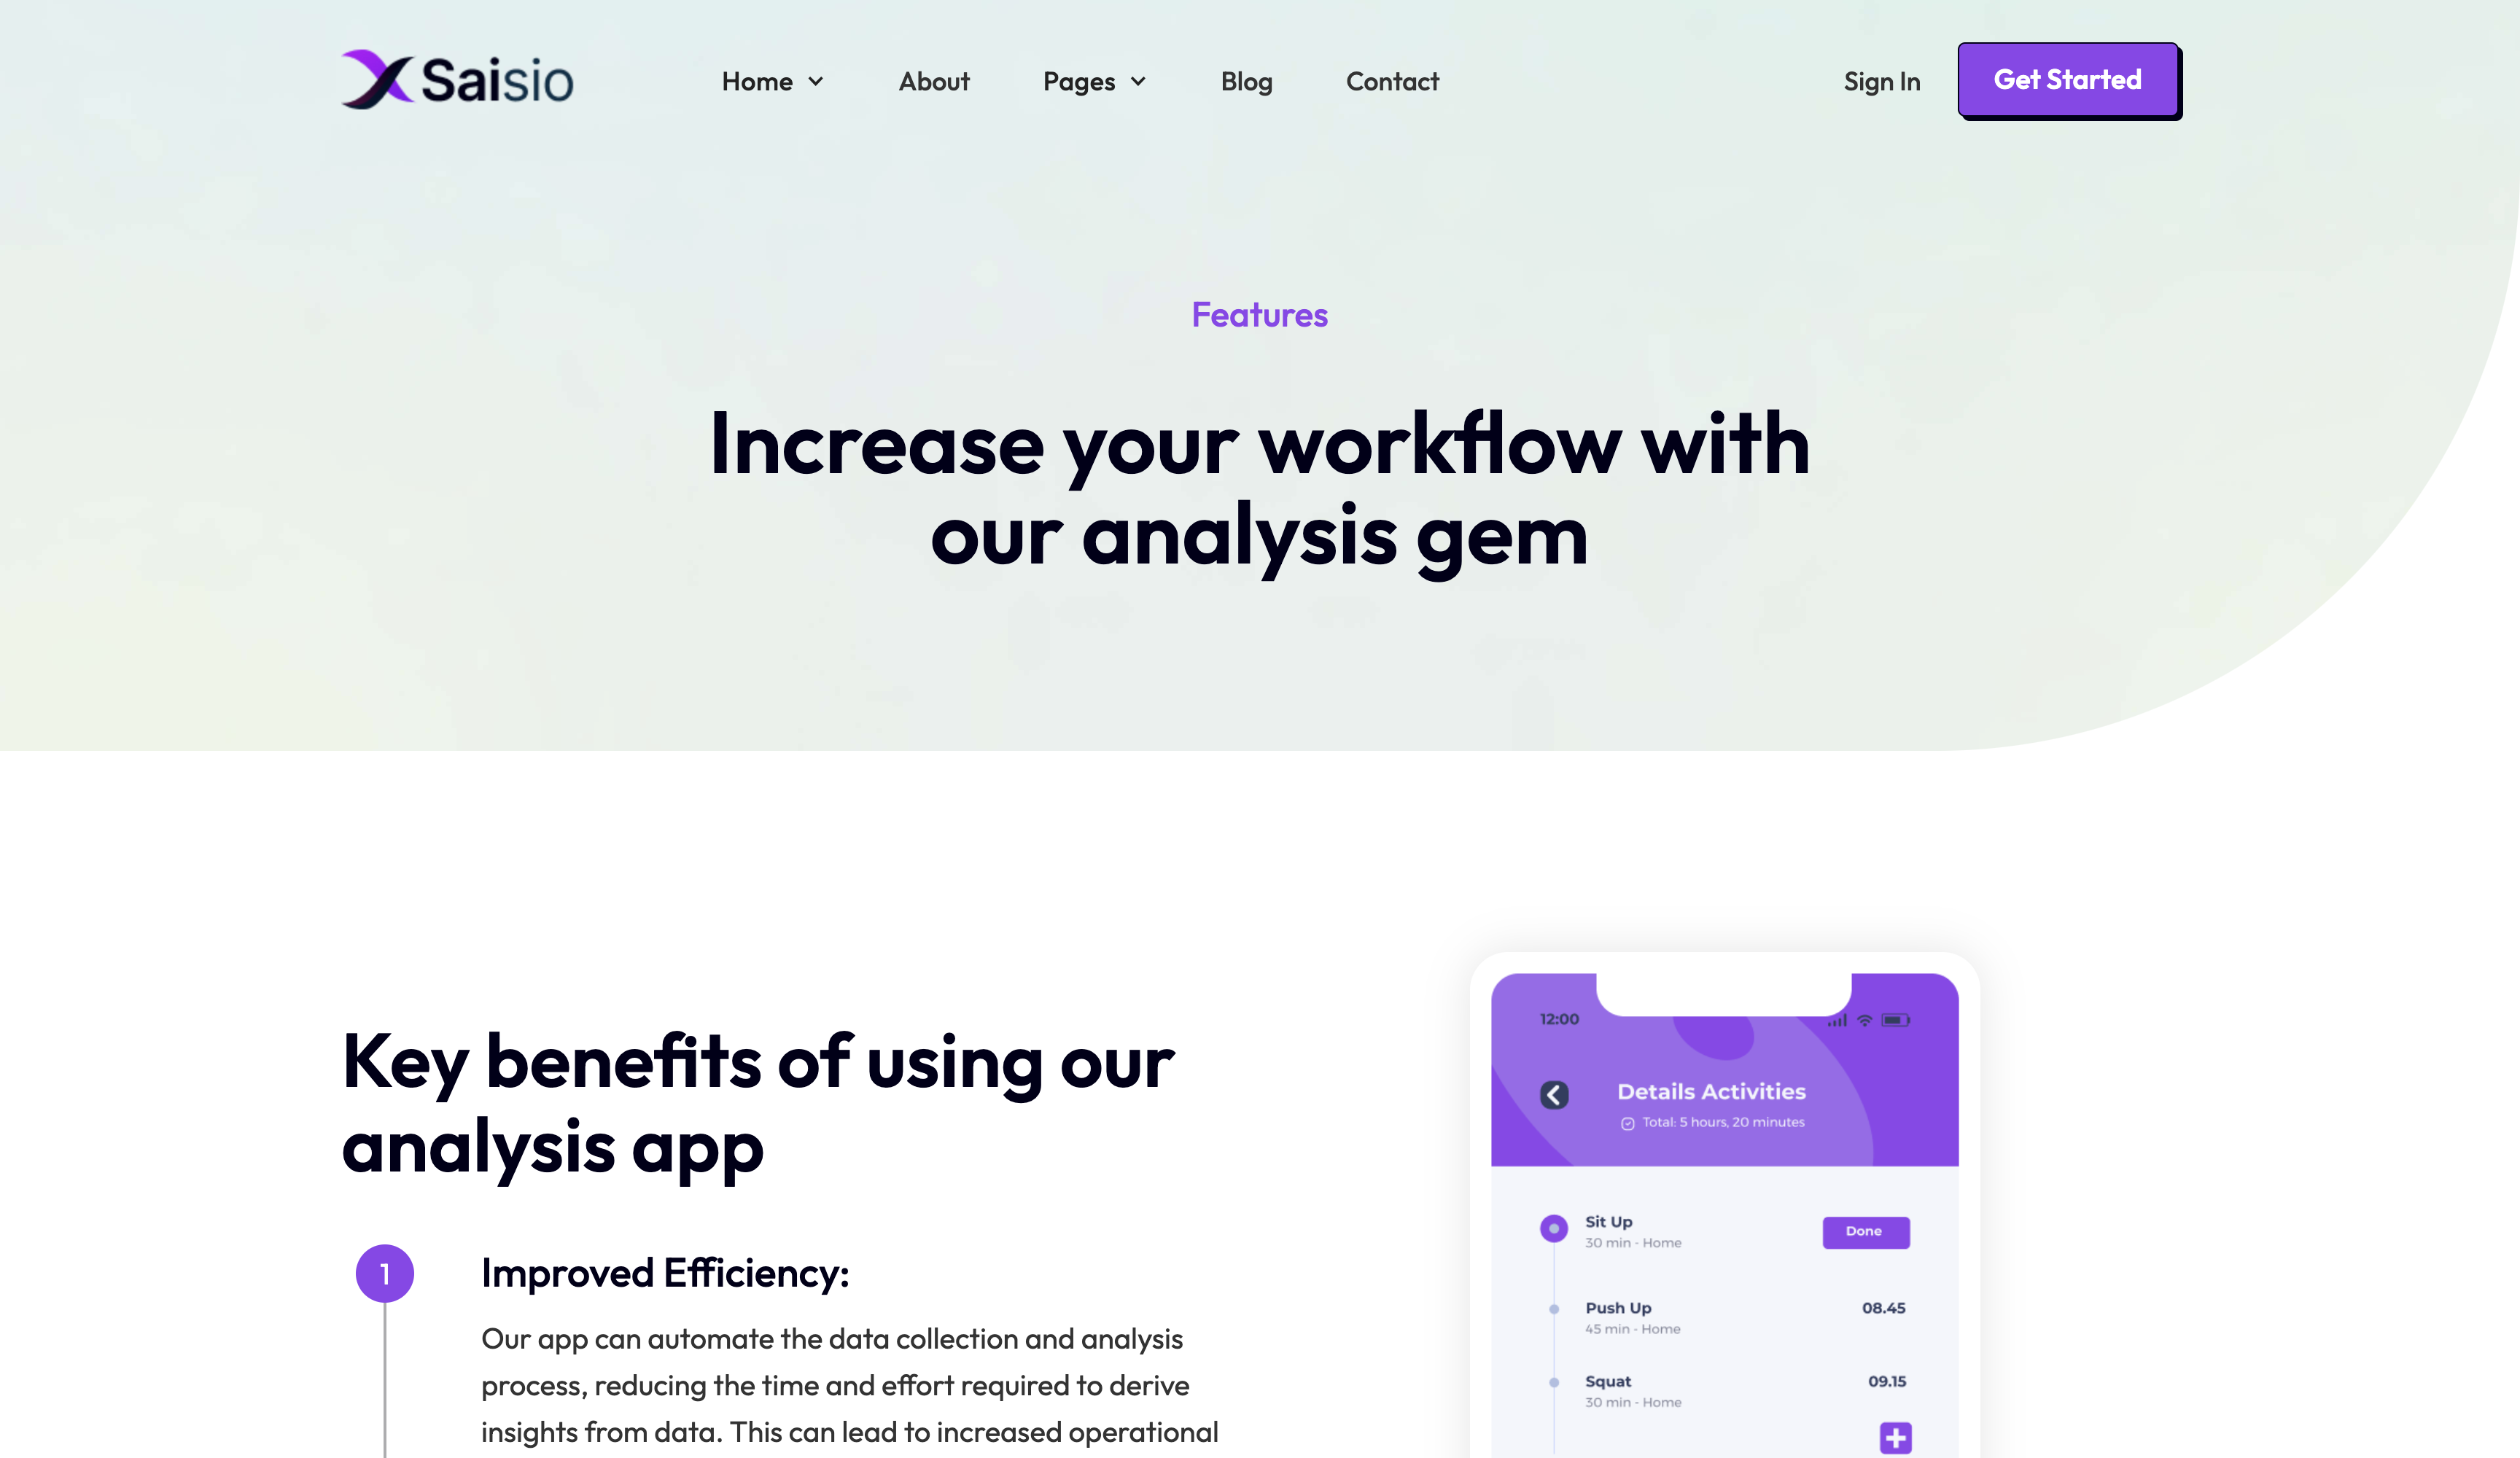 Saisio
Home
About
Pages
Blog
Contact
Sign In
Get Started
Features
Increase your workflow with
our analysis gem
Key benefits of using our
analysis app
1
Improved Efficiency:
Our app can automate the data collection and analysis
process, reducing the time and effort required to derive
insights from data. This can lead to increased operational
12:00
Details Activities
Total: 5 hours, 20 minutes
Sit Up
30 min - Home
Done
Push Up
45 min - Home
08.45
Squat
30 min - Home
09.15